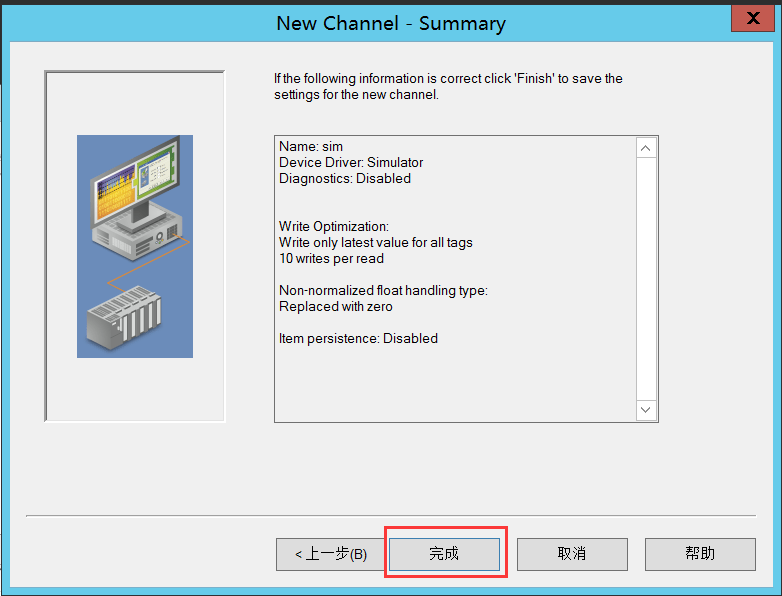 New Channel - Summary
If the following information is correct click 'Finish' to save the
settings for the new channel.
Name: sim
Device Driver: Simulator
Diagnostics: Disabled
Write Optimization:
Write only latest value for all tags
10 writes per read
Non-normalized float handling type:
Replaced with zero
Item persistence: Disabled
< 上一步(B)
完成
取消
帮助